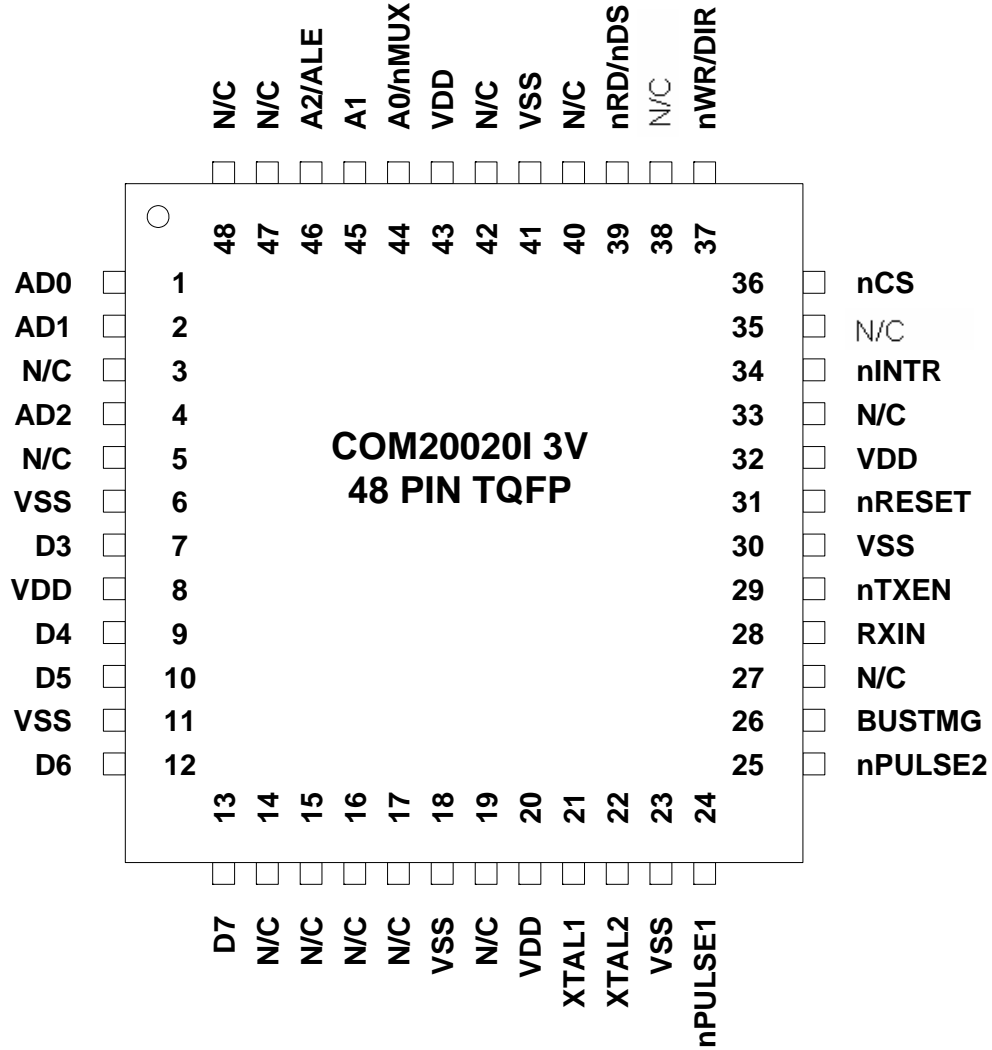 N/C N/C A2/ALE A1 A0/nMUX VDD N/C VSS N/C nRD/nDS N/C nWR/DIR
48 47 46 45 44 43 42 41 40 39 38 37
AD0 1 36 nCS
AD1 2 35 N/C
N/C 3 34 nINTR
AD2 4 33 N/C
N/C 5 32 VDD
VSS 6 31 nRESET
D3 7 30 VSS
VDD 8 29 nTXEN
D4 9 28 RXIN
D5 10 27 N/C
VSS 11 26 BUSTMG
D6 12 25 nPULSE2
COM20020I 3V
48 PIN TQFP
13 14 15 16 17 18 19 20 21 22 23 24
D7 N/C N/C N/C N/C VSS N/C VDD XTAL1 XTAL2 VSS nPULSE1